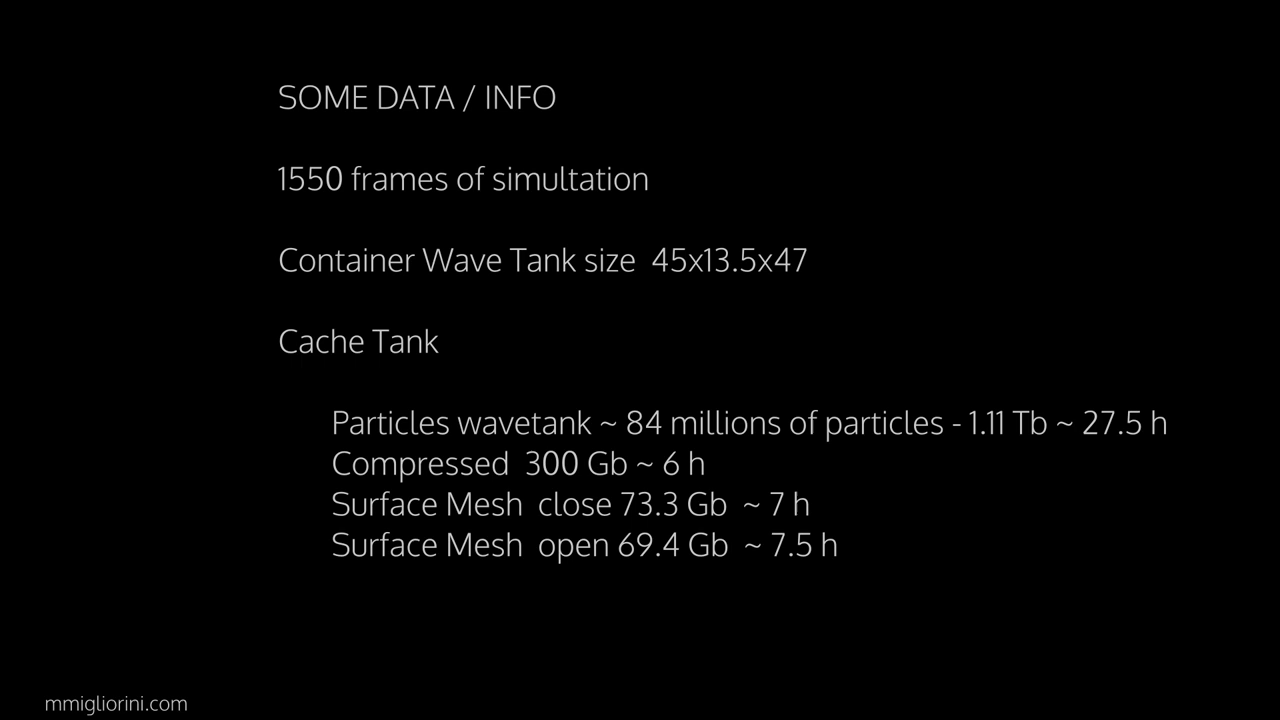 SOME DATA / INFO
1550 frames of simultation
Container Wave Tank size 45x13.5x47
Cache Tank
Particles wavetank ~ 84 millions of particles - 1.11 Tb ~ 27.5 h
Compressed 300 Gb ~ 6 h
Surface Mesh close 73.3 Gb ~ 7 h
Surface Mesh open 69.4 Gb ~ 7.5 h
mmigliorini.com